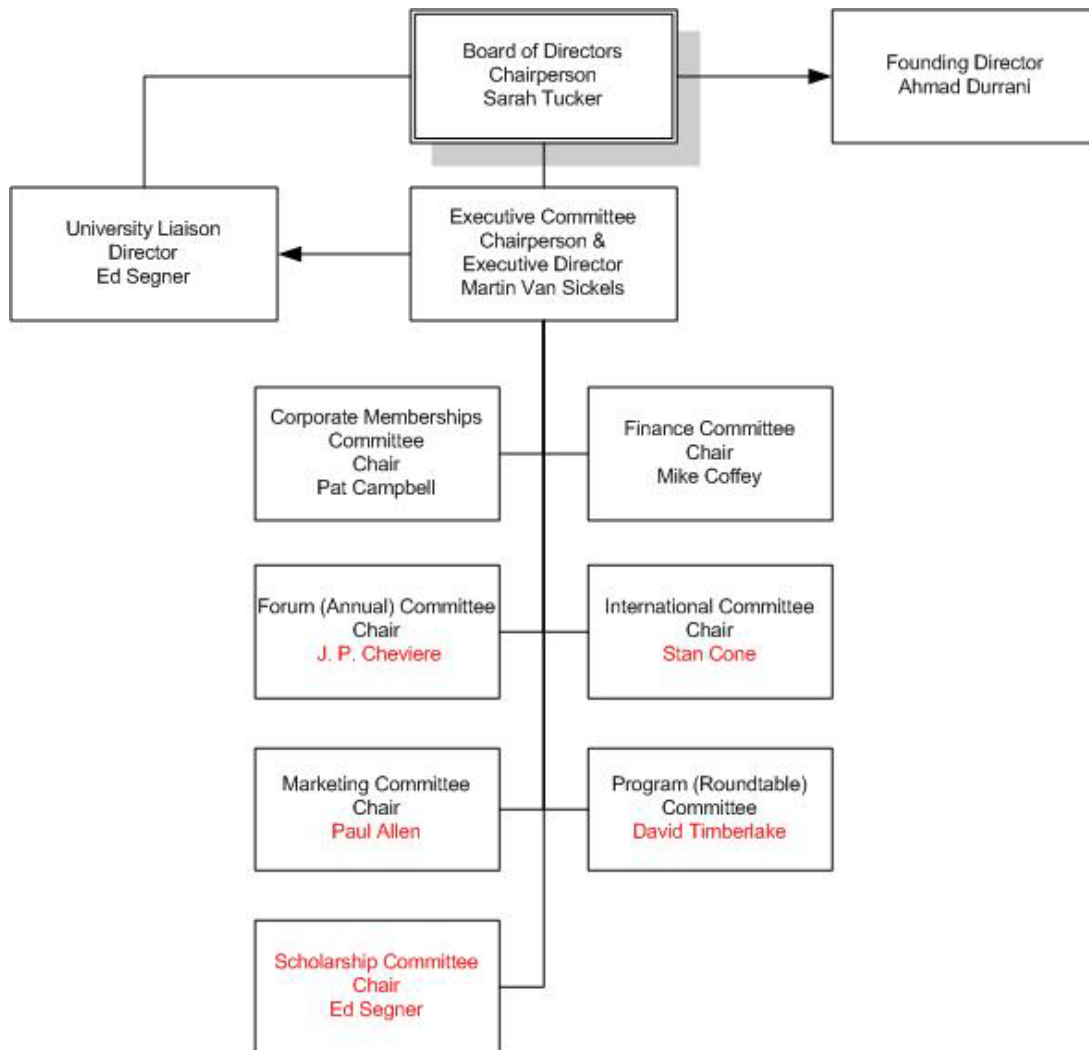 Board of Directors
Chairperson
Sarah Tucker
Founding Director
Ahmad Durrani
University Liaison
Director
Ed Segner
Executive Committee
Chairperson &
Executive Director
Martin Van Sickels
Corporate Memberships
Committee
Chair
Pat Campbell
Finance Committee
Chair
Mike Coffey
Forum (Annual) Committee
Chair
J. P. Cheviere
International Committee
Chair
Stan Cone
Marketing Committee
Chair
Paul Allen
Program (Roundtable)
Committee
David Timberlake
Scholarship Committee
Chair
Ed Segner